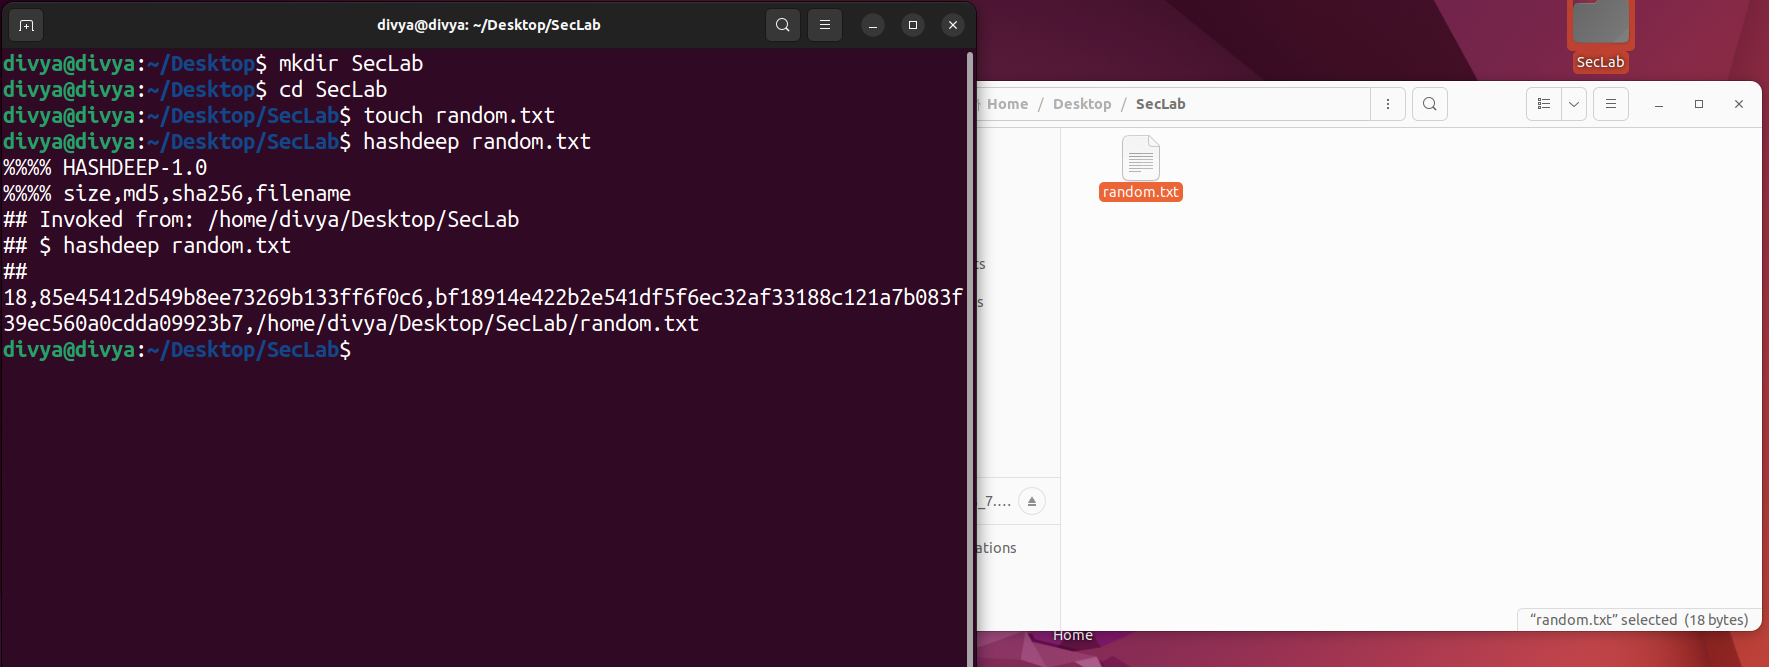 divya@divya: ~/Desktop/SecLab
divya@divya:~/Desktop$ mkdir SecLab
divya@divya:~/Desktop$ cd SecLab
divya@divya:~/Desktop/SecLab$ touch random.txt
divya@divya:~/Desktop/SecLab$ hashdeep random.txt
%%%% HASHDEEP-1.0
%%%% size,md5,sha256,filename
## Invoked from: /home/divya/Desktop/SecLab
## $ hashdeep random.txt
##
18,85e45412d549b8ee73269b133ff6f0c6,bf18914e422b2e541df5f6ec32af33188c121a7b083f
39ec560a0cdda09923b7,/home/divya/Desktop/SecLab/random.txt
divya@divya:~/Desktop/SecLab$
SecLab
Home / Desktop / SecLab
random.txt
ts
s
_7....
ations
“random.txt” selected (18 bytes)
Home